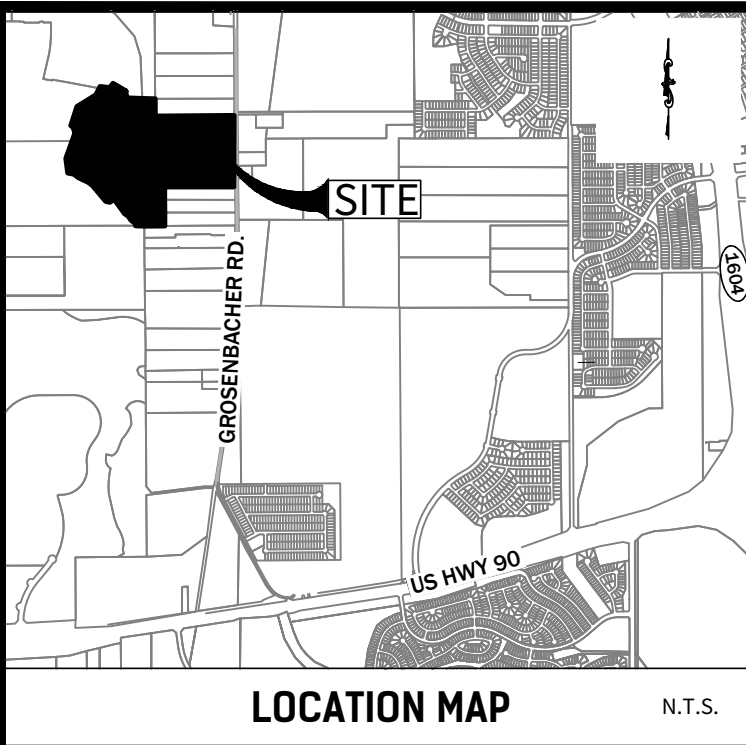 SITE
1604
GROSENBACHER RD.
US HWY 90
LOCATION MAP
N.T.S.